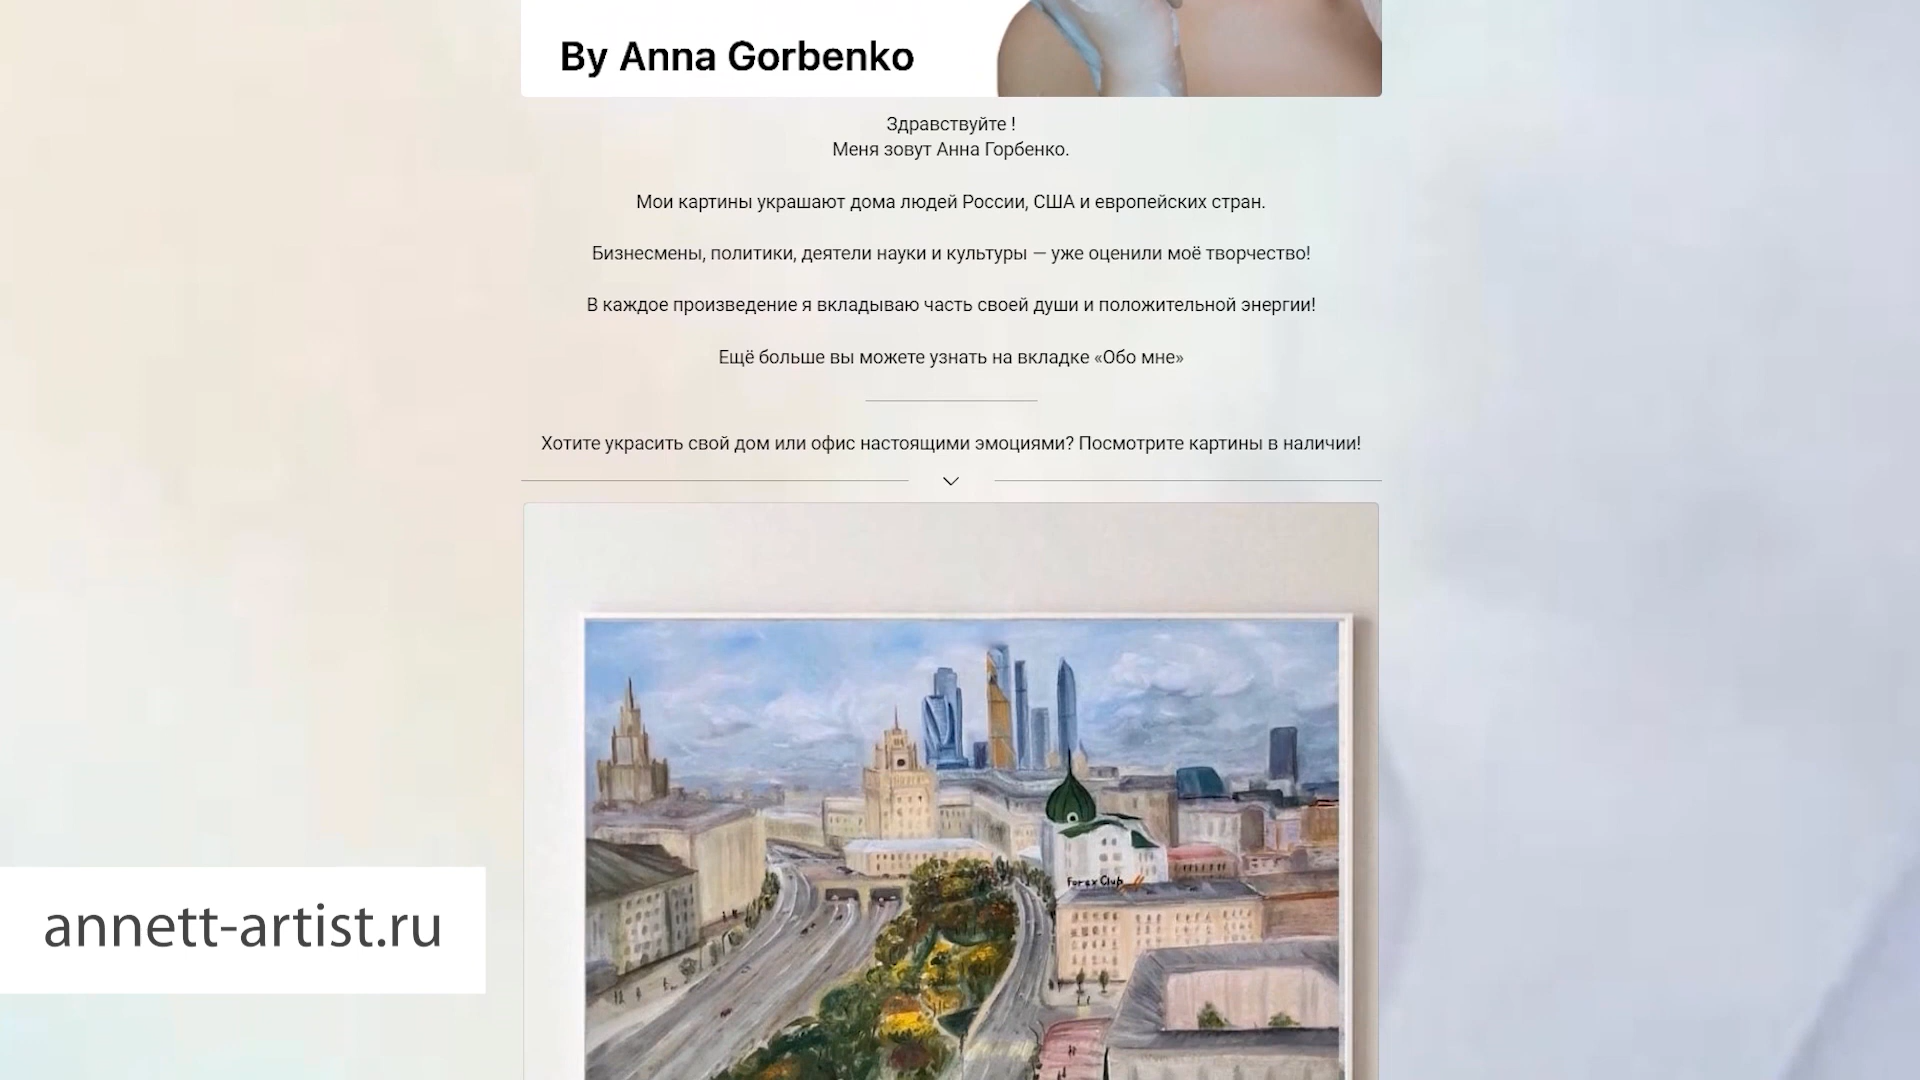 By Anna Gorbenko
Здравствуйте !
Меня зовут Анна Горбенко.
Мои картины украшают дома людей России, США и европейских стран.
Бизнесмены, политики, деятели науки и культуры — уже оценили моё творчество!
В каждое произведение я вкладываю часть своей души и положительной энергии!
Ещё больше вы можете узнать на вкладке «Обо мне»
Хотите украсить свой дом или офис настоящими эмоциями? Посмотрите картины в наличии!
Forex Club
annett-artist.ru